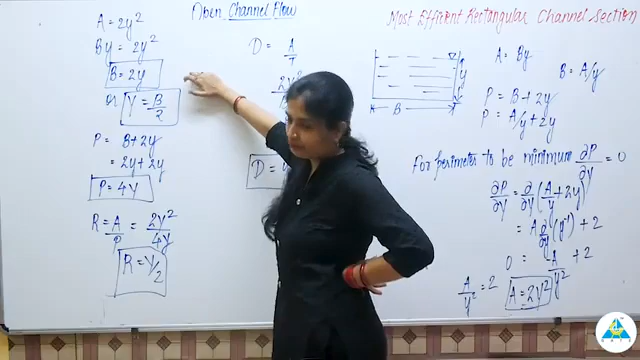 Open Channel Flow
Most Efficient Rectangular Channel Section
A = 2y²
By = 2y²
B = 2y
or y = B/2
P = B + 2y
= 2y + 2y
P = 4y
R = A/P = 2y²/4y
R = y/2
D = A/T
2y²
D =
y
B
A = By
B = A/y
P = B + 2y
P = A/y + 2y
For perimeter to be minimum ∂P/∂y = 0
∂P/∂y = ∂/∂y (A/y + 2y)
= A ∂/∂y (y⁻¹) + 2
0 = A/y² + 2
A/y² = 2
A = 2y²